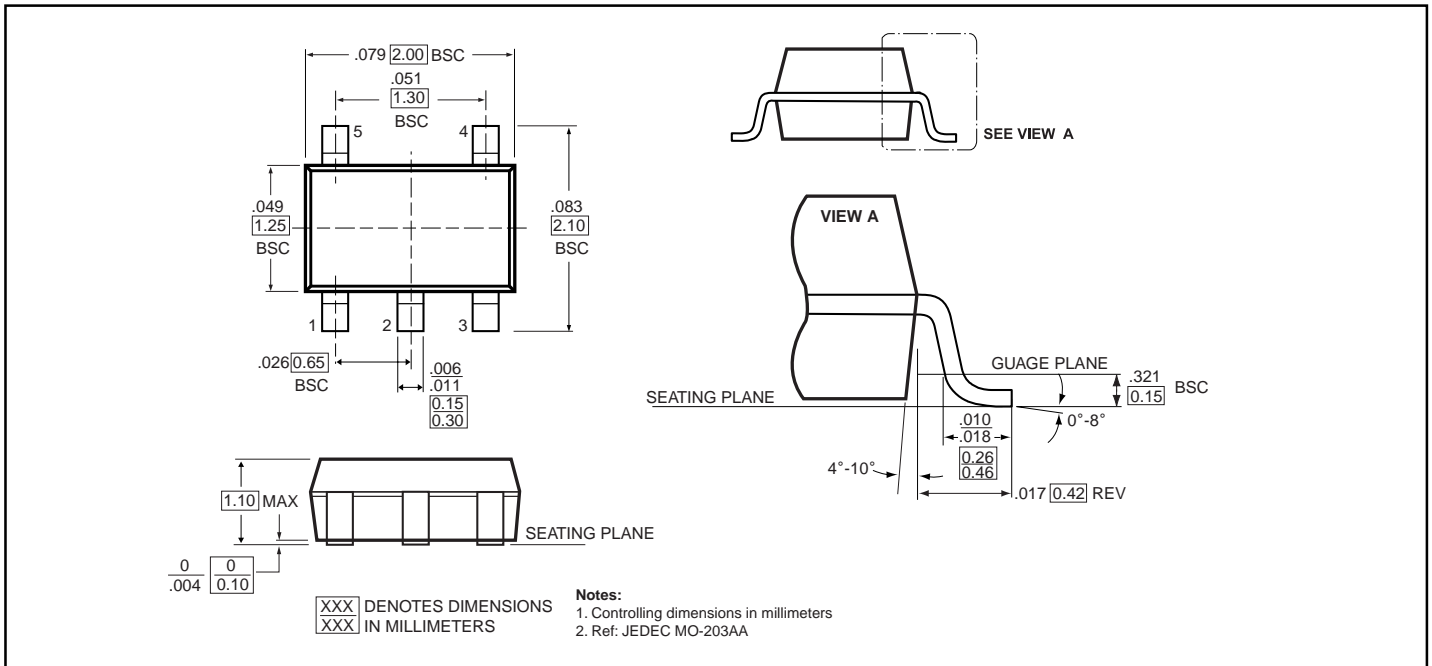 .079 2.00 BSC
.051
1.30
BSC
5
4
.049
1.25
BSC
.083
2.10
BSC
1
2
3
.026 0.65
BSC
.006
.011
0.15
0.30
1.10 MAX
SEATING PLANE
0
.004
0
0.10
XXX DENOTES DIMENSIONS
XXX IN MILLIMETERS
Notes:
1. Controlling dimensions in millimeters
2. Ref: JEDEC MO-203AA
SEE VIEW A
VIEW A
GUAGE PLANE
SEATING PLANE
.321
0.15 BSC
0°-8°
.010
.018
0.26
0.46
4°-10°
.017 0.42 REV